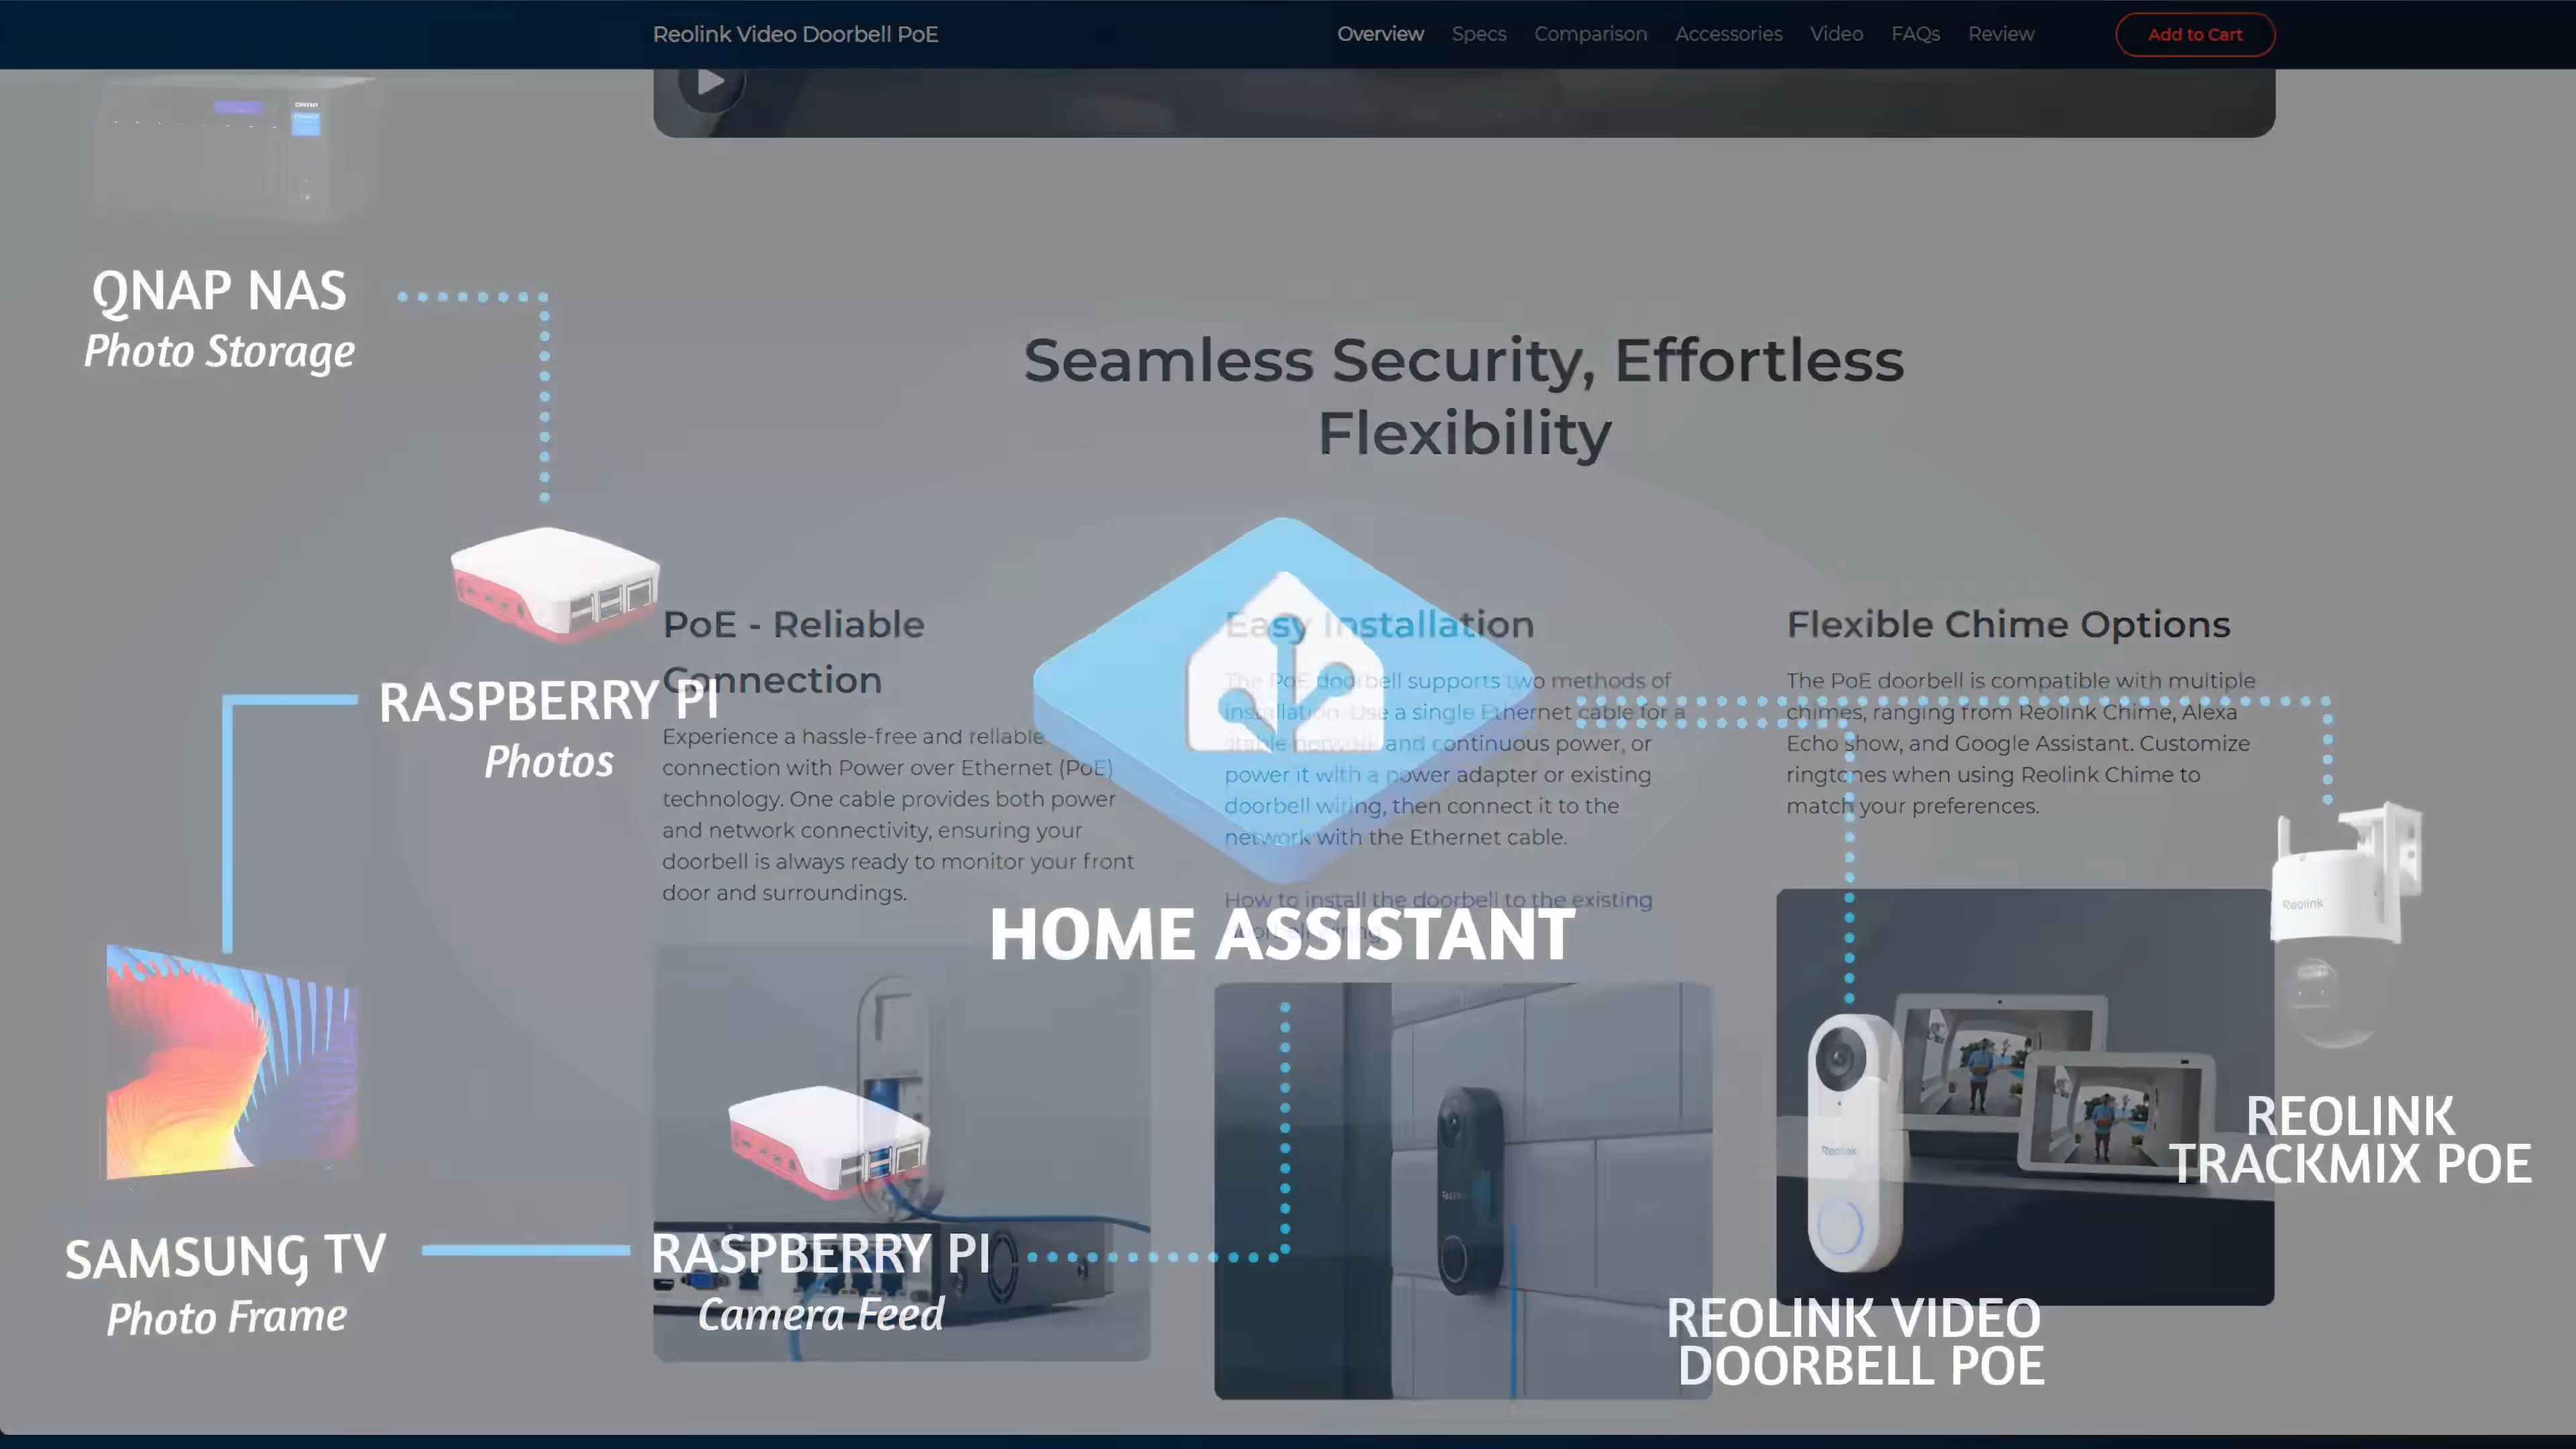 Reolink Video Doorbell PoE
Overview
Specs
Comparison
Accessories
Video
FAQs
Review
Add to Cart
QNAP
QNAP NAS
Photo Storage
Seamless Security, Effortless
Flexibility
PoE - Reliable
Connection
Experience a hassle-free and reliable
connection with Power over Ethernet (PoE)
technology. One cable provides both power
and network connectivity, ensuring your
doorbell is always ready to monitor your front
door and surroundings.
Easy Installation
The PoE doorbell supports two methods of
installation. Use a single Ethernet cable for a
stable network and continuous power, or
power it with a power adapter or existing
doorbell wiring, then connect it to the
network with the Ethernet cable.
How to install the doorbell to the existing
Flexible Chime Options
The PoE doorbell is compatible with multiple
chimes, ranging from Reolink Chime, Alexa
Echo show, and Google Assistant. Customize
ringtones when using Reolink Chime to
match your preferences.
RASPBERRY PI
Photos
HOME ASSISTANT
SAMSUNG TV
Photo Frame
RASPBERRY PI
Camera Feed
Reolink
REOLINK VIDEO
DOORBELL POE
Reolink
REOLINK
TRACKMIX POE